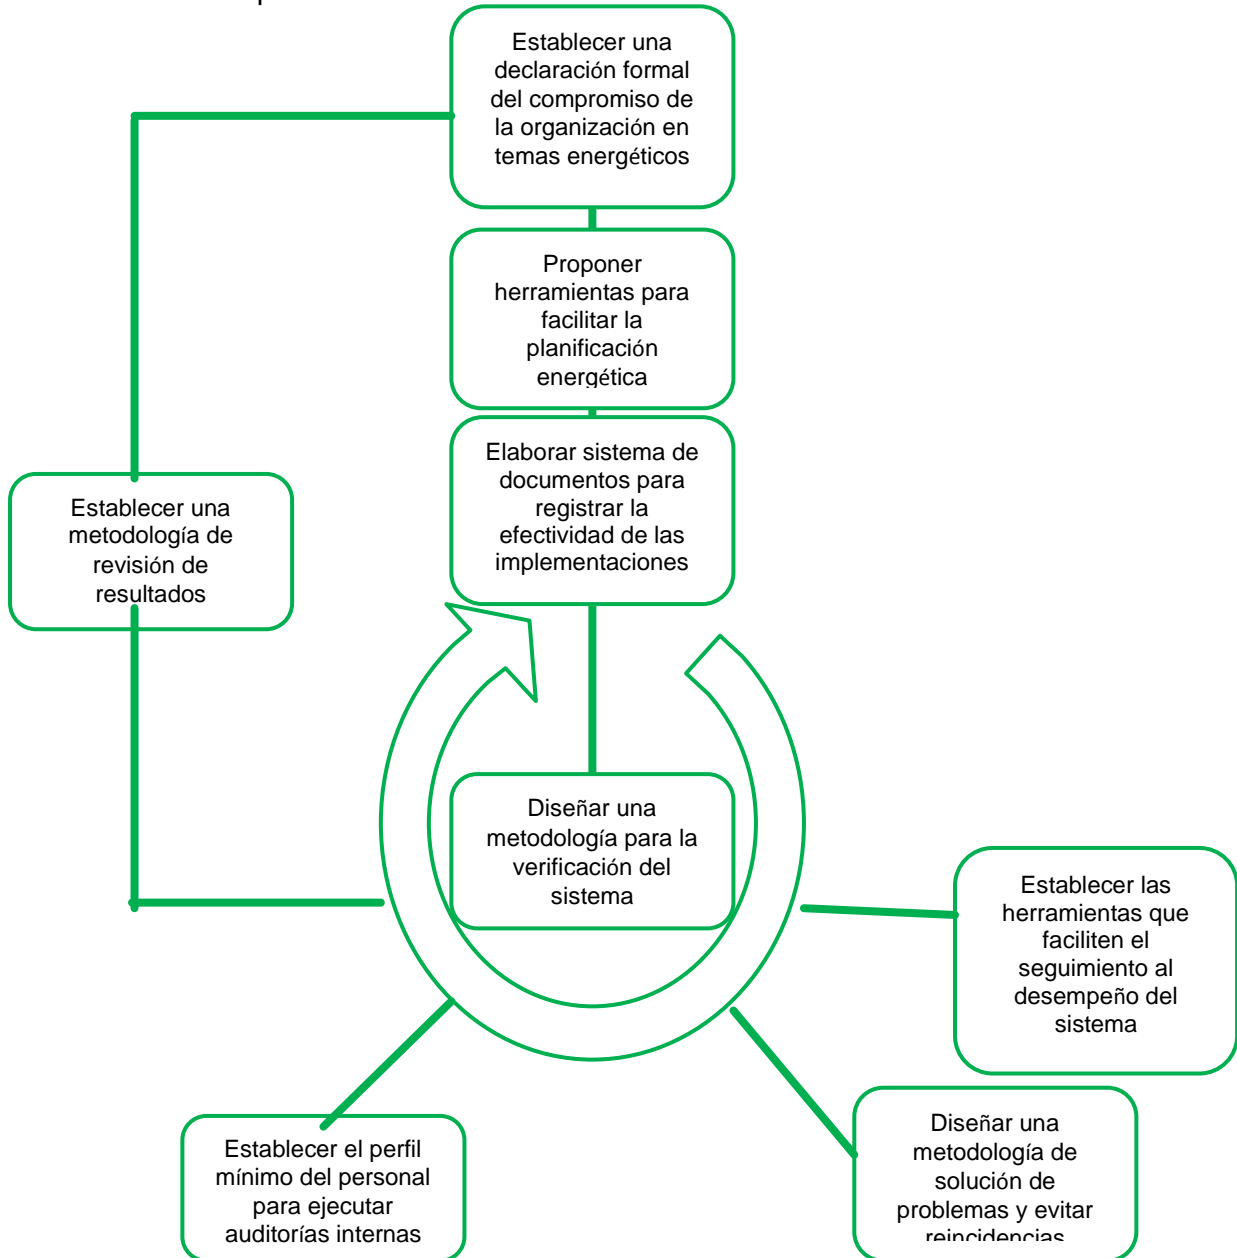 Establecer una
declaración formal
del compromiso de
la organización en
temas energéticos
Proponer
herramientas para
facilitar la
planificación
energética
Elaborar sistema de
documentos para
registrar la
efectividad de las
implementaciones
Establecer una
metodología de
revisión de
resultados
Diseñar una
metodología para la
verificación del
sistema
Establecer las
herramientas que
faciliten el
seguimiento al
desempeño del
sistema
Diseñar una
metodología de
solución de
problemas y evitar
reincidencias
Establecer el perfil
mínimo del personal
para ejecutar
auditorías internas